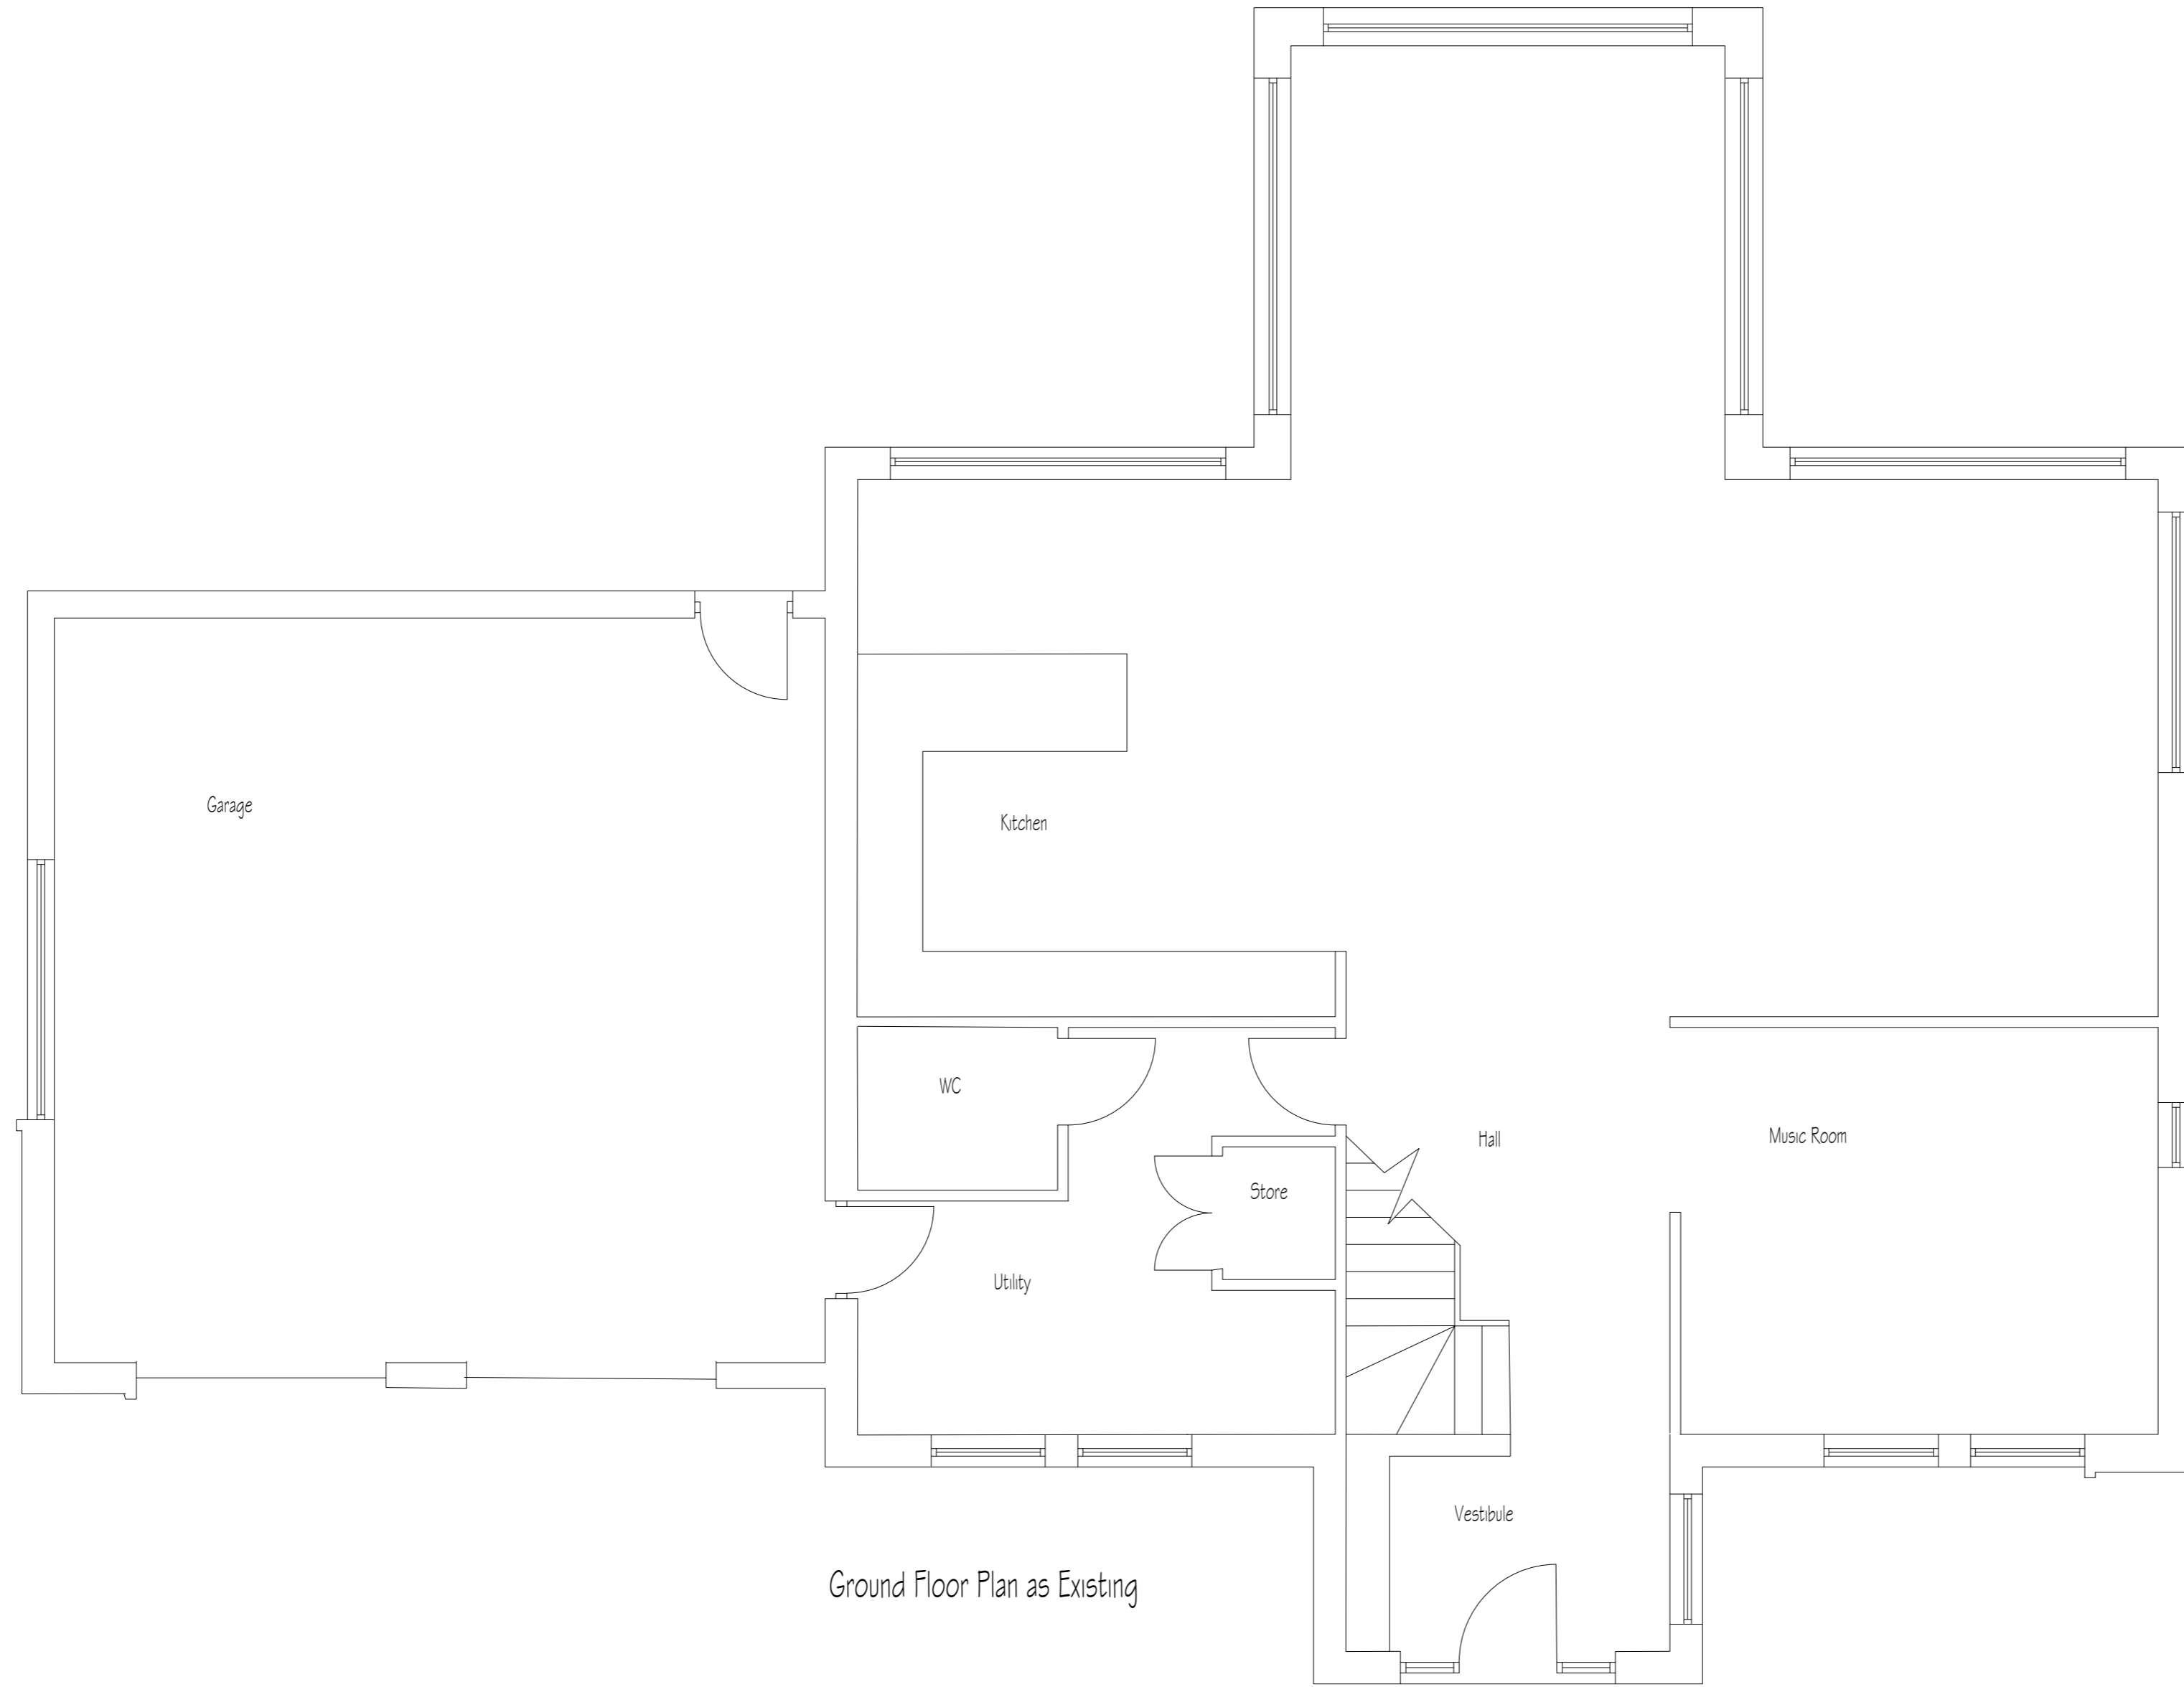 Garage
Kitchen
WC
Hall
Music Room
Store
Utility
Vestibule
Ground Floor Plan as Existing